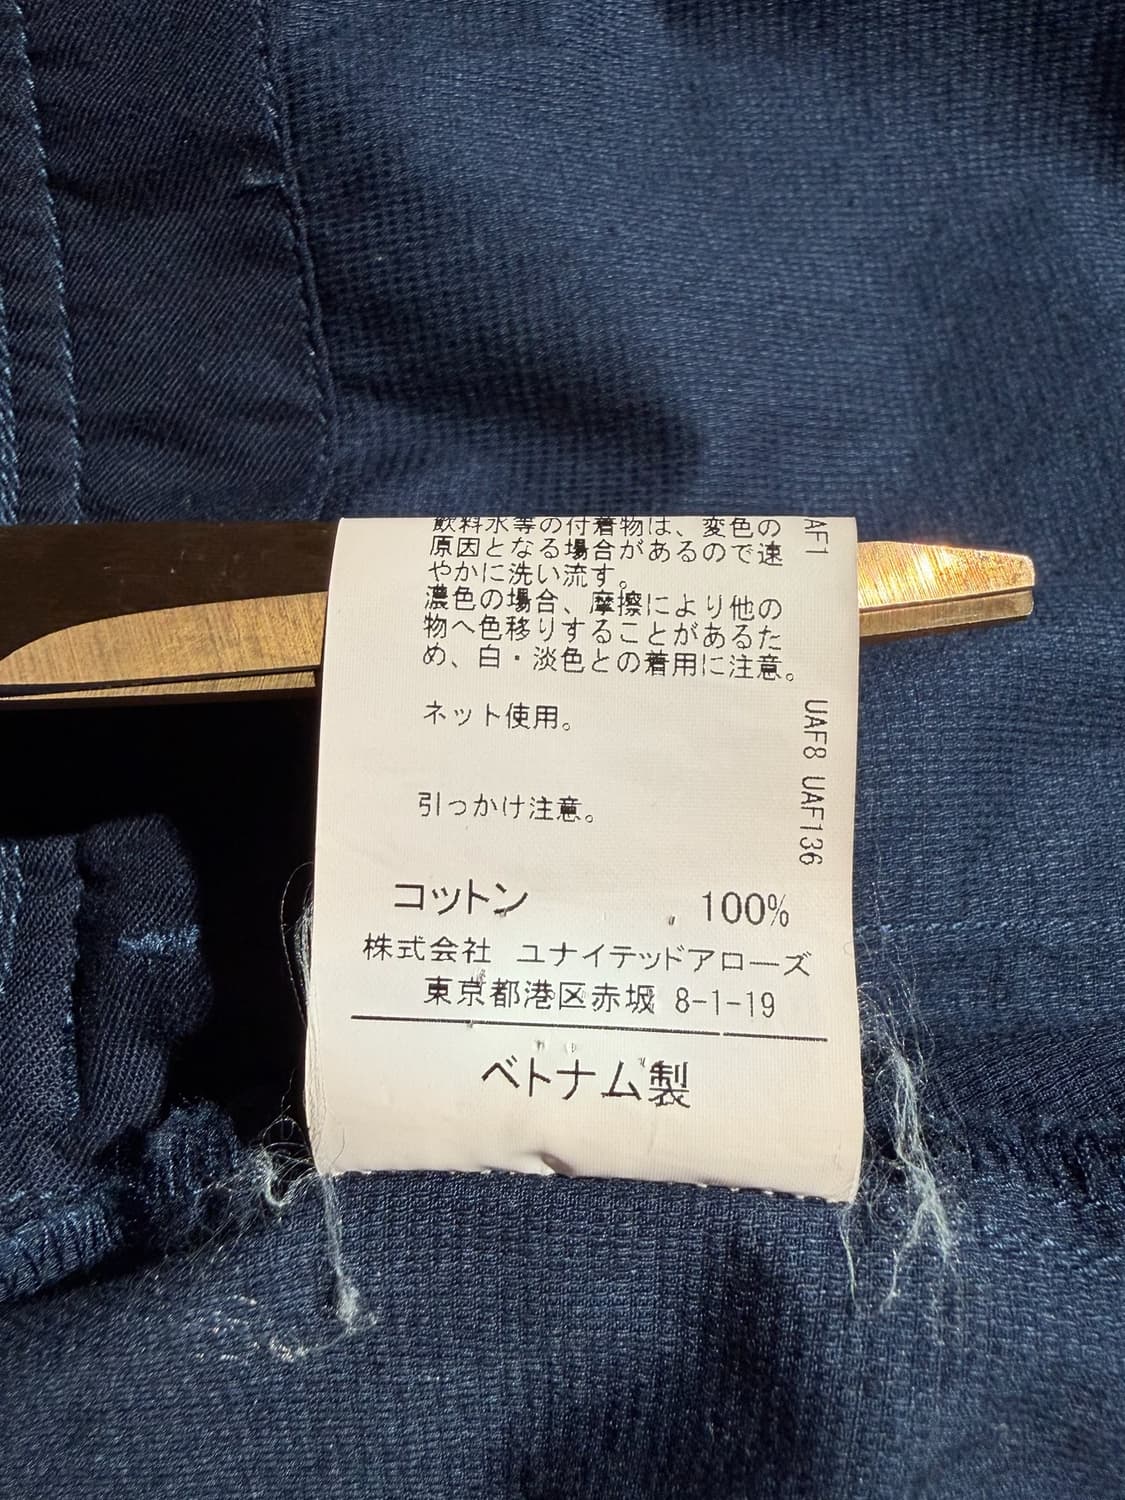 飲料水等の付着物は、変色の
原因となる場合があるので速
やかに洗い流す。
濃色の場合、摩擦により他の
物へ色移りすることがあるた
め、白・淡色との着用に注意。
ネット使用。
引っかけ注意。
コットン 100%
株式会社 ユナイテッドアローズ
東京都港区赤坂 8-1-19
ベトナム製
AF1
UAF8 UAF136